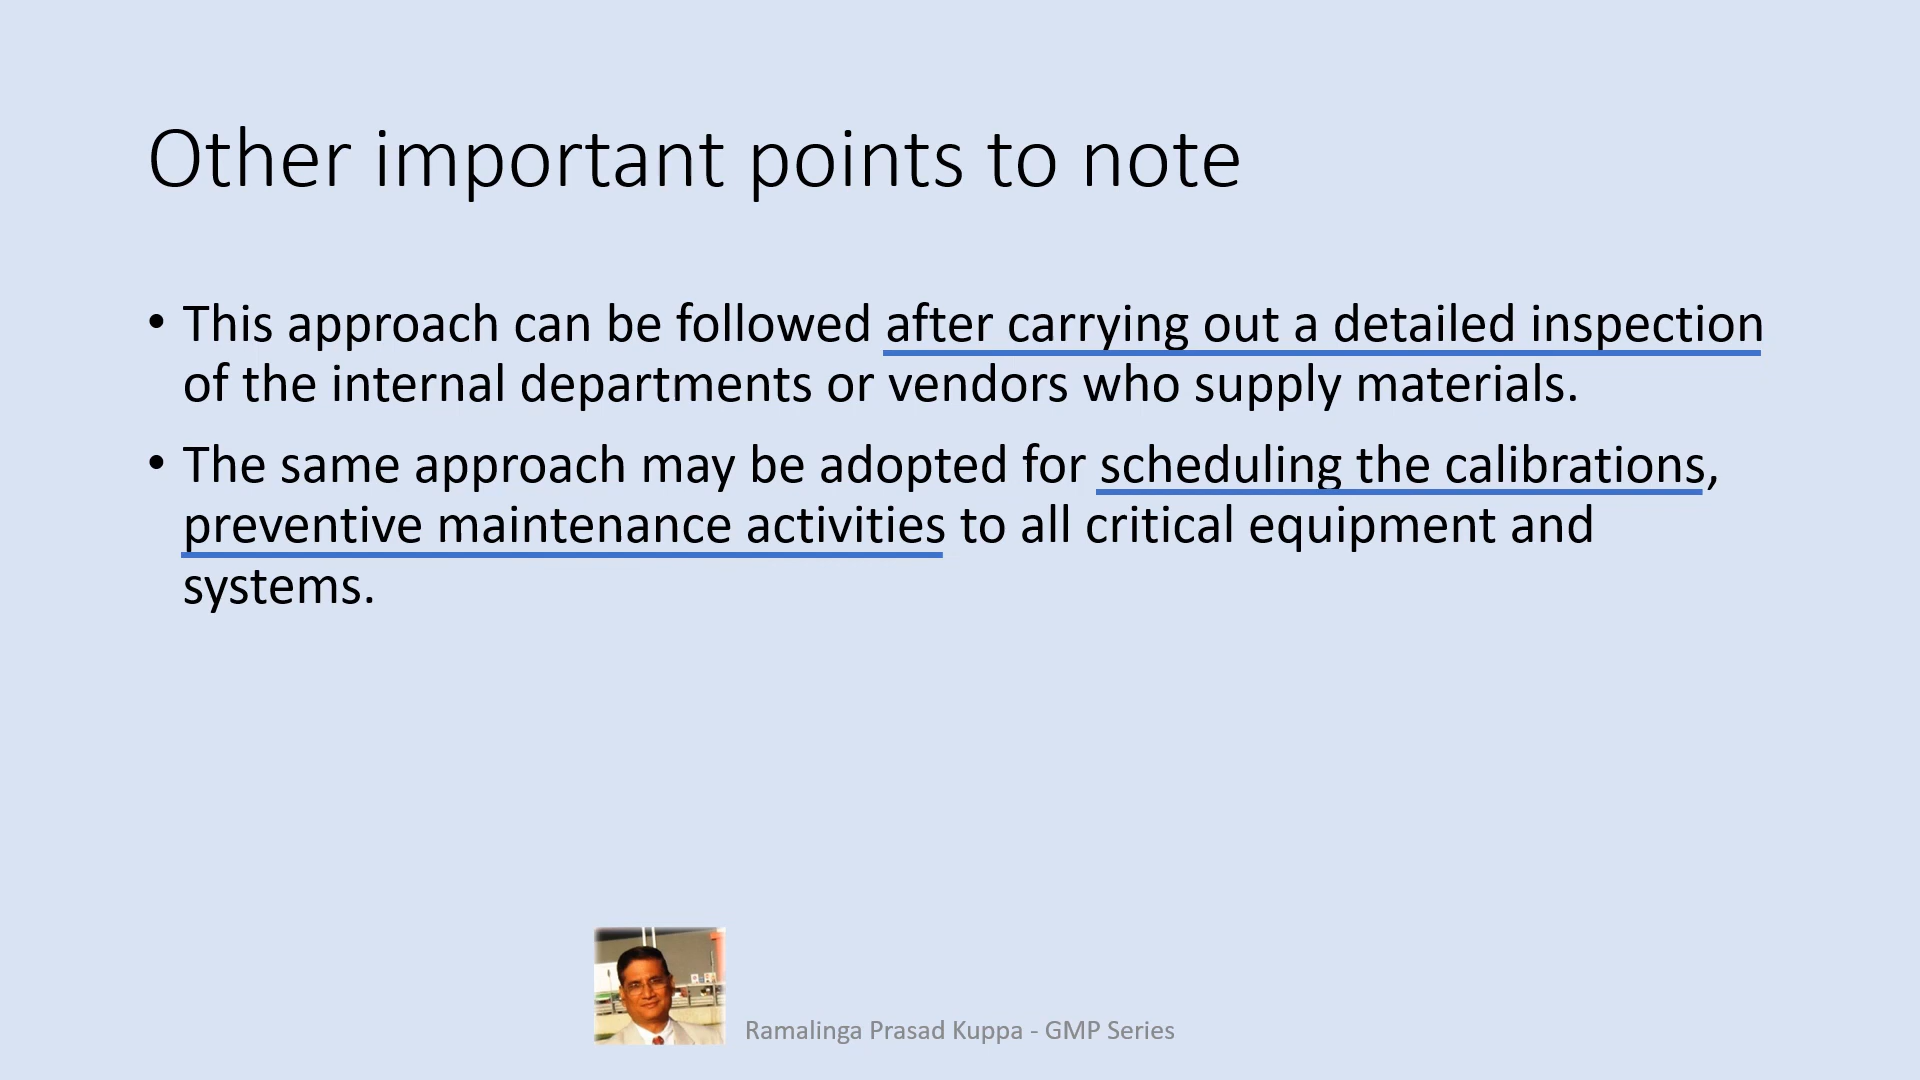 Other important points to note
• This approach can be followed after carrying out a detailed inspection
of the internal departments or vendors who supply materials.
• The same approach may be adopted for scheduling the calibrations,
preventive maintenance activities to all critical equipment and
systems.
Ramalinga Prasad Kuppa - GMP Series